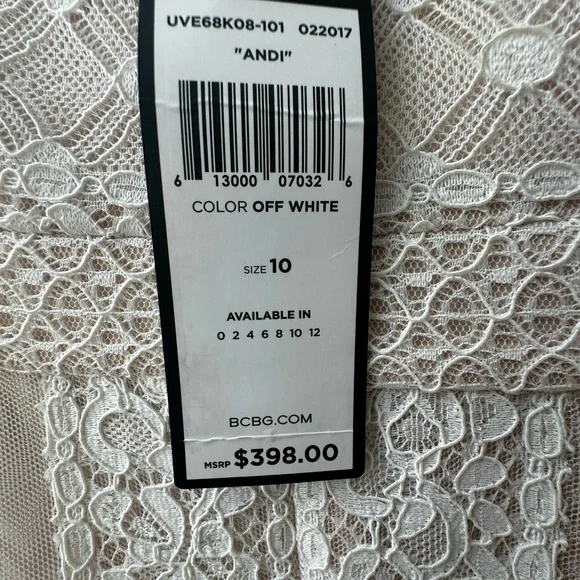 UVE68K08-101 022017
"ANDI"
6 13000 07032 6
COLOR OFF WHITE
SIZE 10
AVAILABLE IN
0 2 4 6 8 10 12
BCBG.COM
MSRP $398.00